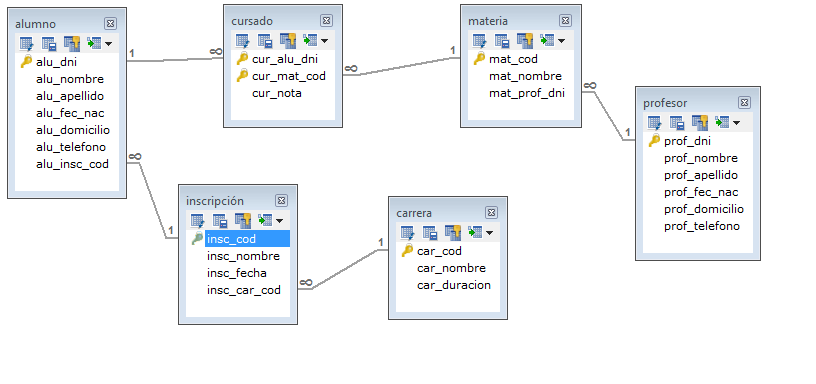 alumno
alu_dni
alu_nombre
alu_apellido
alu_fec_nac
alu_domicilio
alu_telefono
alu_insc_cod
1
∞
cursado
cur_alu_dni
cur_mat_cod
cur_nota
∞
∞
1
materia
mat_cod
mat_nombre
mat_prof_dni
∞
1
profesor
prof_dni
prof_nombre
prof_apellido
prof_fec_nac
prof_domicilio
prof_telefono
1
inscripción
insc_cod
insc_nombre
insc_fecha
insc_car_cod
∞
1
carrera
car_cod
car_nombre
car_duracion